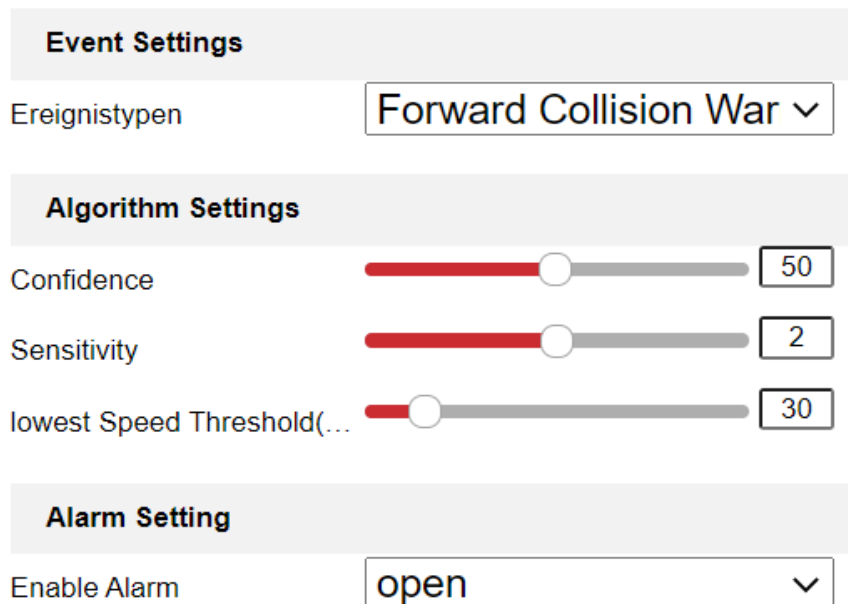 Event Settings
Ereignistypen Forward Collision War
Algorithm Settings
Confidence 50
Sensitivity 2
lowest Speed Threshold(... 30
Alarm Setting
Enable Alarm open